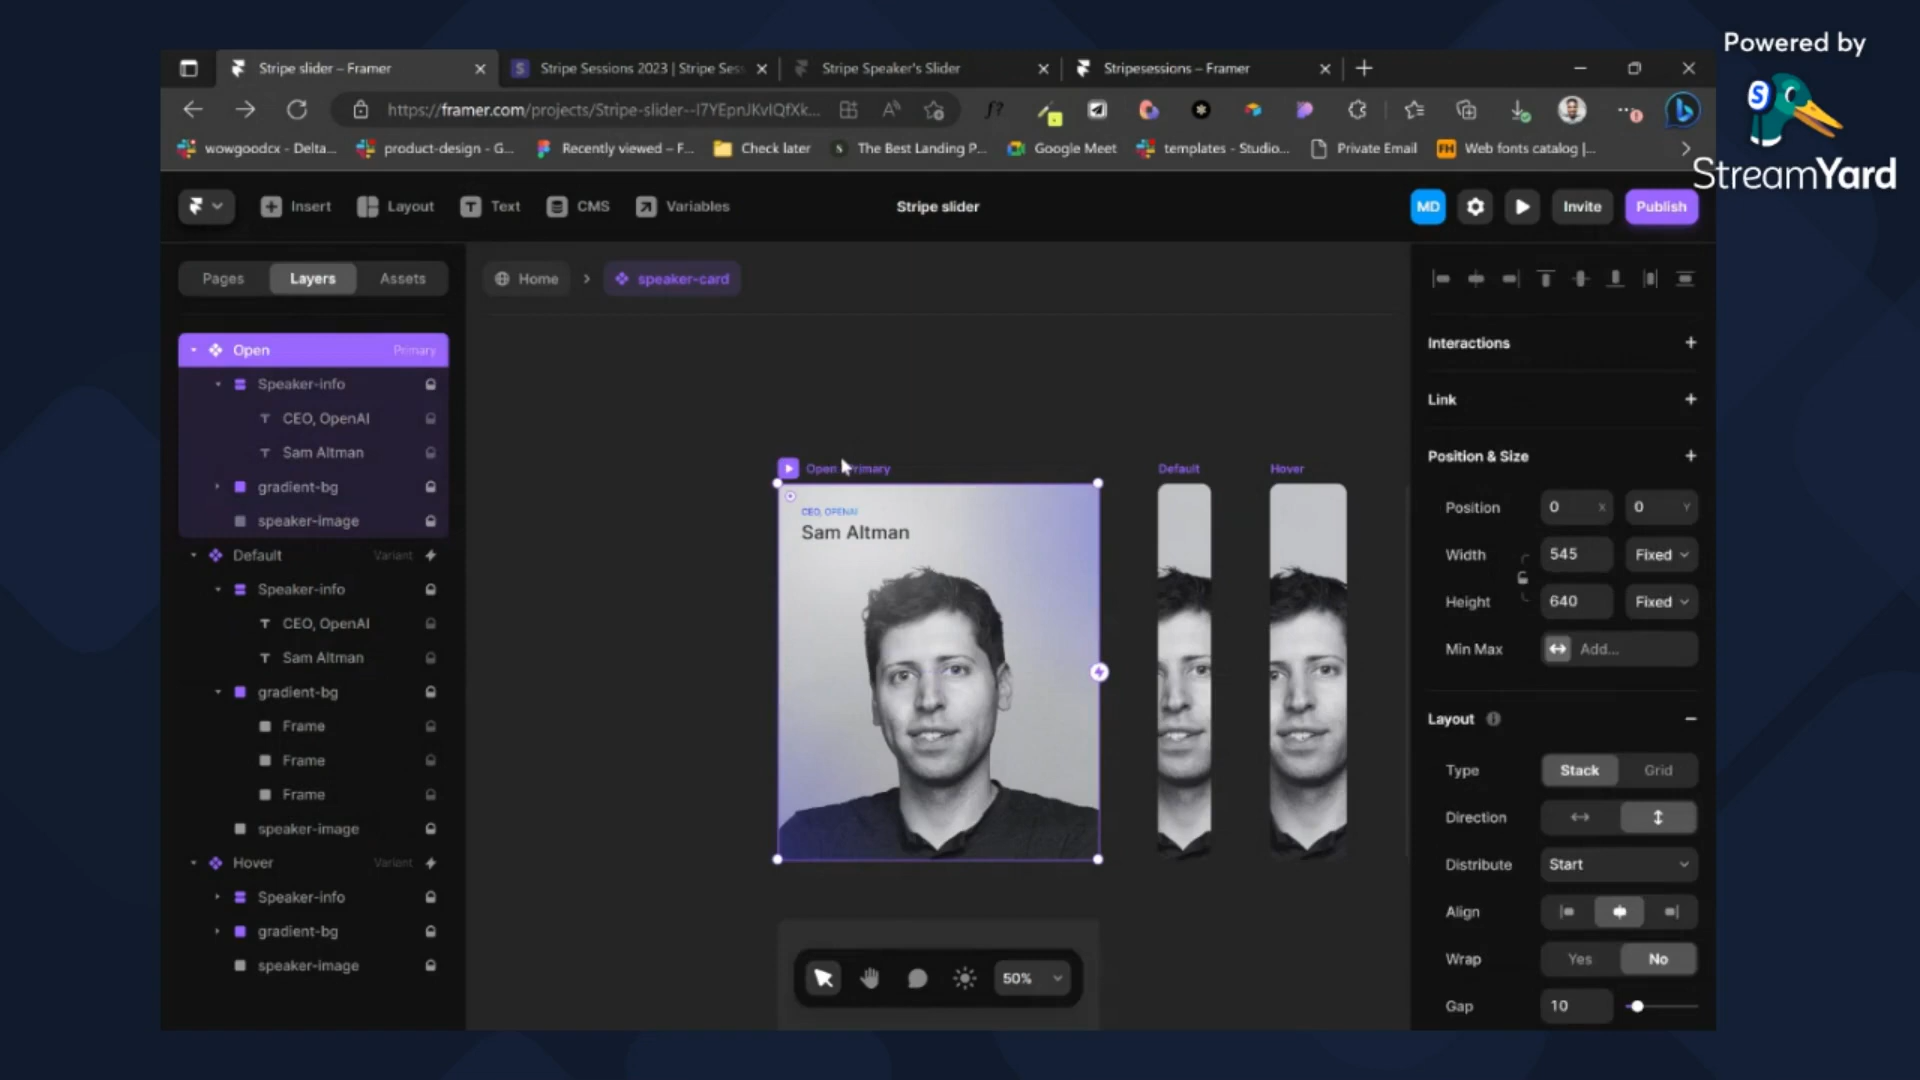 Powered by
StreamYard
Stripe slider – Framer
Stripe Sessions 2023 | Stripe Sess
Stripe Speaker's Slider
Stripesessions – Framer
https://framer.com/projects/Stripe-slider--I7YEpnJKvIQfXk...
wowgoodcx - Delta...
product-design - G...
Recently viewed – F...
Check later
S
The Best Landing P...
Google Meet
templates - Studio...
Private Email
FH
Web fonts catalog |...
Insert
Layout
Text
CMS
Variables
Stripe slider
MD
Invite
Publish
Pages
Layers
Assets
Home
speaker-card
Open
Primary
Speaker-info
CEO, OpenAI
Sam Altman
gradient-bg
speaker-image
Default
Variant
Speaker-info
CEO, OpenAI
Sam Altman
gradient-bg
Frame
Frame
Frame
speaker-image
Hover
Variant
Speaker-info
gradient-bg
speaker-image
Open
Default
Hover
CEO, OPENAI
Sam Altman
50%
Interactions
Link
Position & Size
Position
0
X
0
Y
Width
545
Fixed
Height
640
Fixed
Min Max
Add...
Layout
Type
Stack
Grid
Direction
Distribute
Start
Align
Wrap
Yes
No
Gap
10